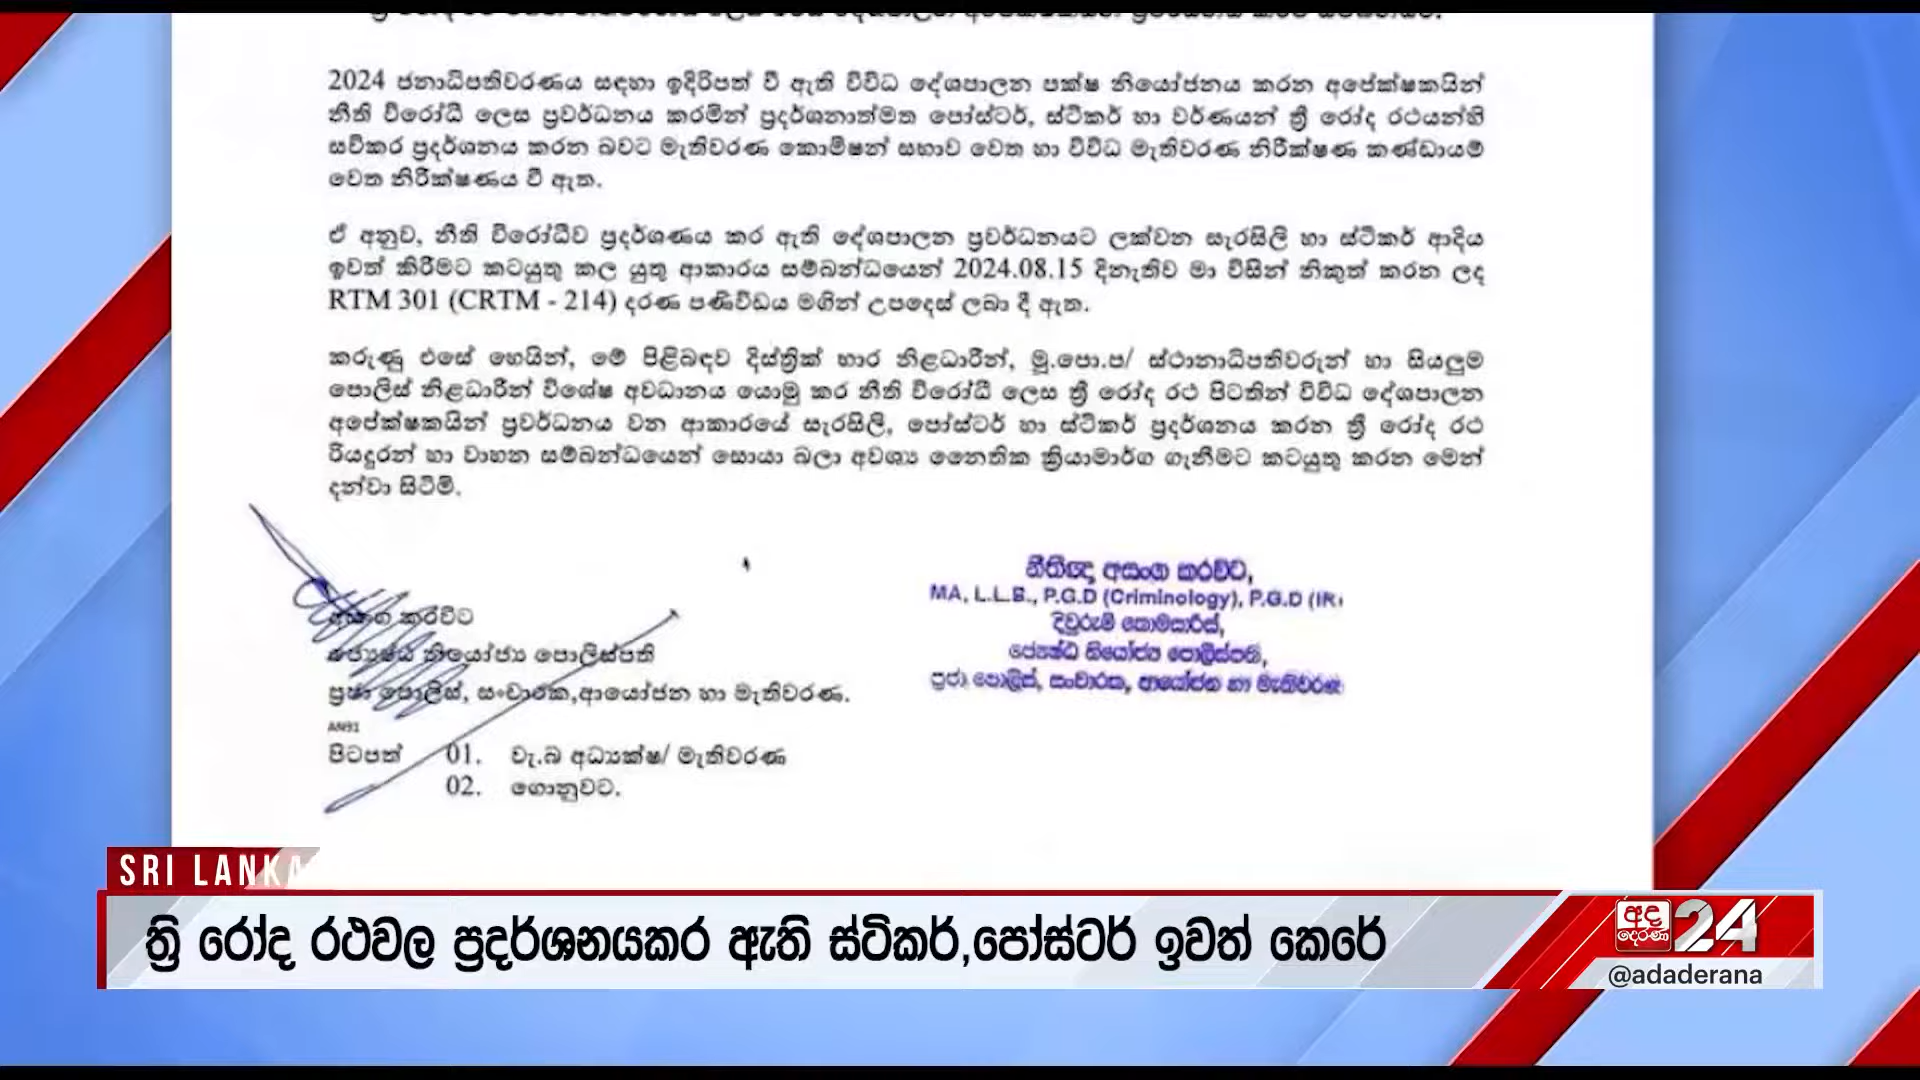 2024 ජනාධිපතිවරණය සඳහා ඉදිරිපත් වී ඇති විවිධ දේශපාලන පක්ෂ නියෝජනය කරන අපේක්ෂකයින්
නීති විරෝධී ලෙස ප්‍රවර්ධනය කරමින් ප්‍රදර්ශනාත්මත පෝස්ටර්, ස්ටිකර් හා වර්ණයන් ත්‍රී රෝද රථයන්හි
සවිකර ප්‍රදර්ශනය කරන බවට මැතිවරණ කොමිෂන් සභාව වෙත හා විවිධ මැතිවරණ නිරීක්ෂණ කණ්ඩායම්
වෙත නිරීක්ෂණය වී ඇත.
ඒ අනුව, නීති විරෝධීව ප්‍රදර්ශණය කර ඇති දේශපාලන ප්‍රවර්ධනයට ලක්වන සැරසිලි හා ස්ටිකර් ආදිය
ඉවත් කිරීමට කටයුතු කල යුතු ආකාරය සම්බන්ධයෙන් 2024.08.15 දිනැතිව මා විසින් නිකුත් කරන ලද
RTM 301 (CRTM - 214) දරණ පණිවිඩය මගින් උපදෙස් ලබා දී ඇත.
කරුණු එසේ හෙයින්, මේ පිළිබඳව දිස්ත්‍රික් භාර නිළධාරීන්, මූ.පො.ප/ ස්ථානාධිපතිවරුන් හා සියලුම
පොලිස් නිළධාරීන් විශේෂ අවධානය යොමු කර නීති විරෝධී ලෙස ත්‍රී රෝද රථ පිටතින් විවිධ දේශපාලන
අපේක්ෂකයින් ප්‍රවර්ධනය වන ආකාරයේ සැරසිලි, පෝස්ටර් හා ස්ටිකර් ප්‍රදර්ශනය කරන ත්‍රී රෝද රථ
රියදුරන් හා වාහන සම්බන්ධයෙන් සොයා බලා අවශ්‍ය නෛතික ක්‍රියාමාර්ග ගැනීමට කටයුතු කරන මෙන්
දන්වා සිටිමි.
නීතීඥ අසංග කරවිට,
MA, L.L.B., P.G.D (Criminology), P.G.D (IR)
දිවුරුම් කොමසාරිස්,
ජ්‍යෙෂ්ඨ නියෝජ්‍ය පොලිස්පති,
ප්‍රජා පොලිස්, සංචාරක, ආයෝජන හා මැතිවරණ
අසංග කරවිට
ජ්‍යෙෂ්ඨ නියෝජ්‍ය පොලිස්පති
ප්‍රජා පොලිස්, සංචාරක,ආයෝජන හා මැතිවරණ.
AN91
පිටපත් 01. වැ.බ අධ්‍යක්ෂ/ මැතිවරණ
02. ගොනුවට.
SRI LANKA
ත්‍රි රෝද රථවල ප්‍රදර්ශනයකර ඇති ස්ටිකර්,පෝස්ටර් ඉවත් කෙරේ
අද
දෙරණ
24
@adaderana